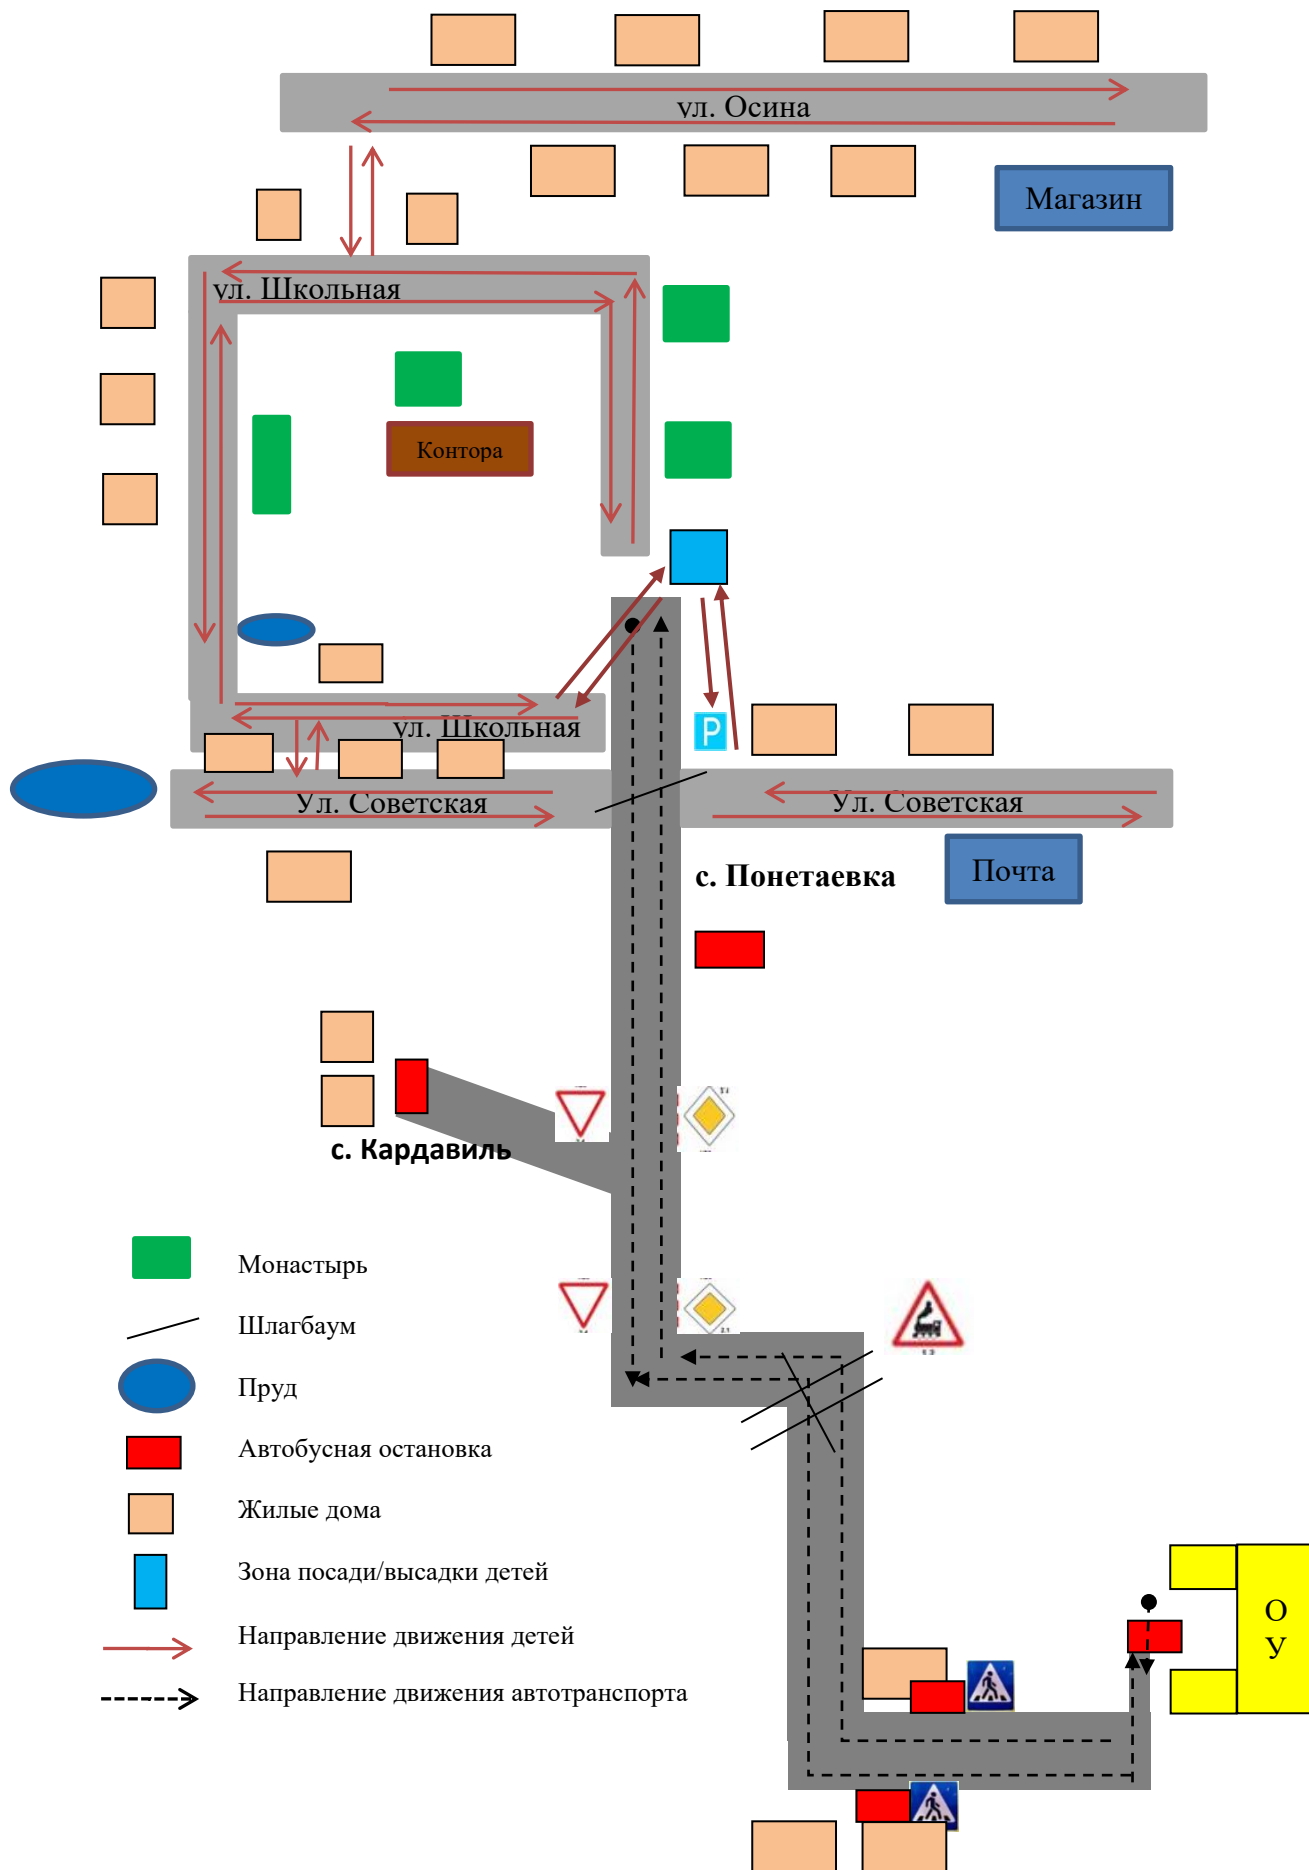 ул. Осина
Магазин
ул. Школьная
Контора
P
ул. Школьная
Ул. Советская
Ул. Советская
с. Понетаевка
Почта
с. Кардавиль
Монастырь
Шлагбаум
Пруд
Автобусная остановка
Жилые дома
Зона посади/высадки детей
Направление движения детей
Направление движения автотранспорта
О
У